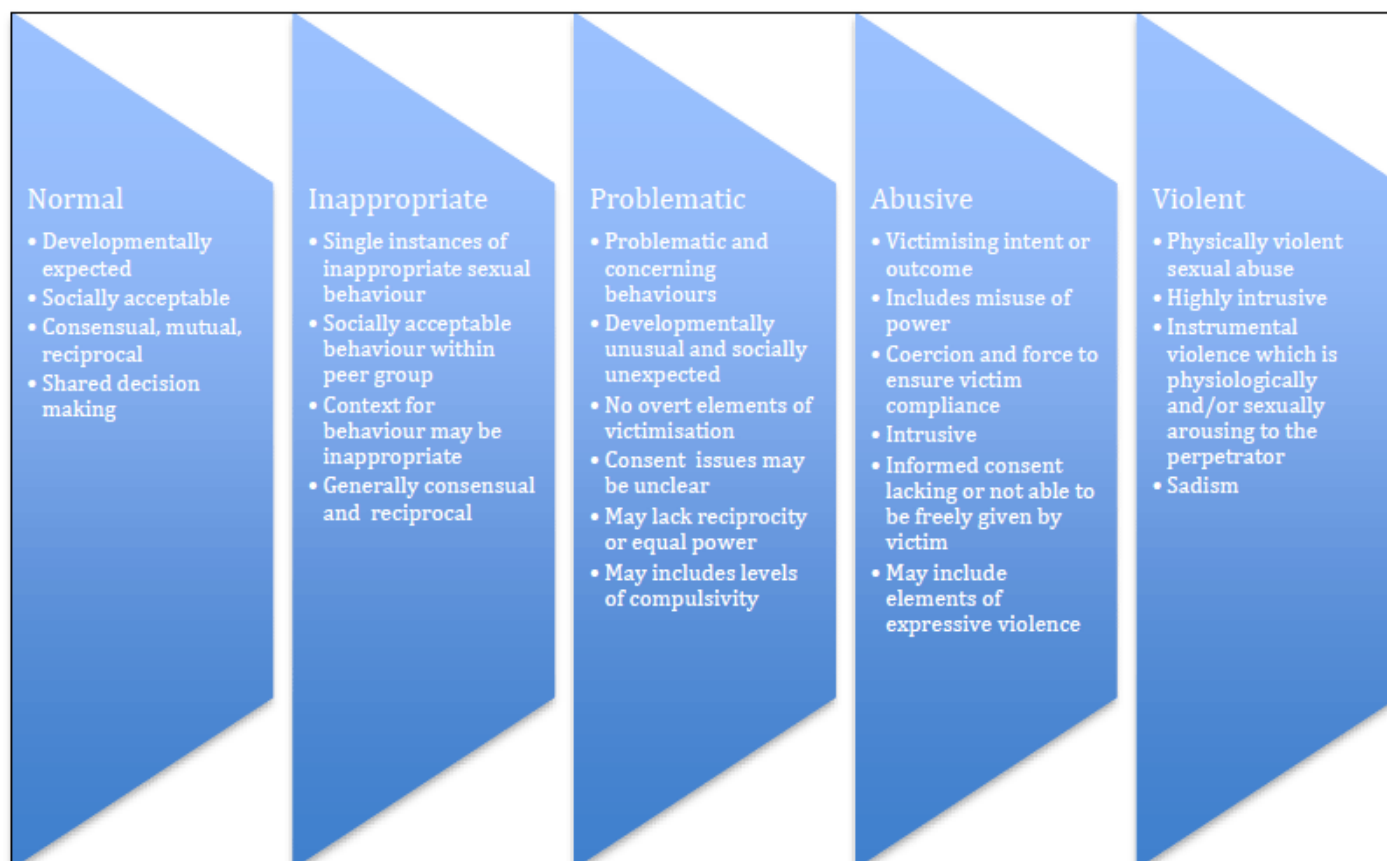 Normal
• Developmentally
expected
• Socially acceptable
• Consensual, mutual,
reciprocal
• Shared decision
making
Inappropriate
• Single instances of
inappropriate sexual
behaviour
• Socially acceptable
behaviour within
peer group
• Context for
behaviour may be
inappropriate
• Generally consensual
and reciprocal
Problematic
• Problematic and
concerning
behaviours
• Developmentally
unusual and socially
unexpected
• No overt elements of
victimisation
• Consent issues may
be unclear
• May lack reciprocity
or equal power
• May includes levels
of compulsivity
Abusive
• Victimising intent or
outcome
• Includes misuse of
power
• Coercion and force to
ensure victim
compliance
• Intrusive
• Informed consent
lacking or not able to
be freely given by
victim
• May include
elements of
expressive violence
Violent
• Physically violent
sexual abuse
• Highly intrusive
• Instrumental
violence which is
physiologically
and/or sexually
arousing to the
perpetrator
• Sadism